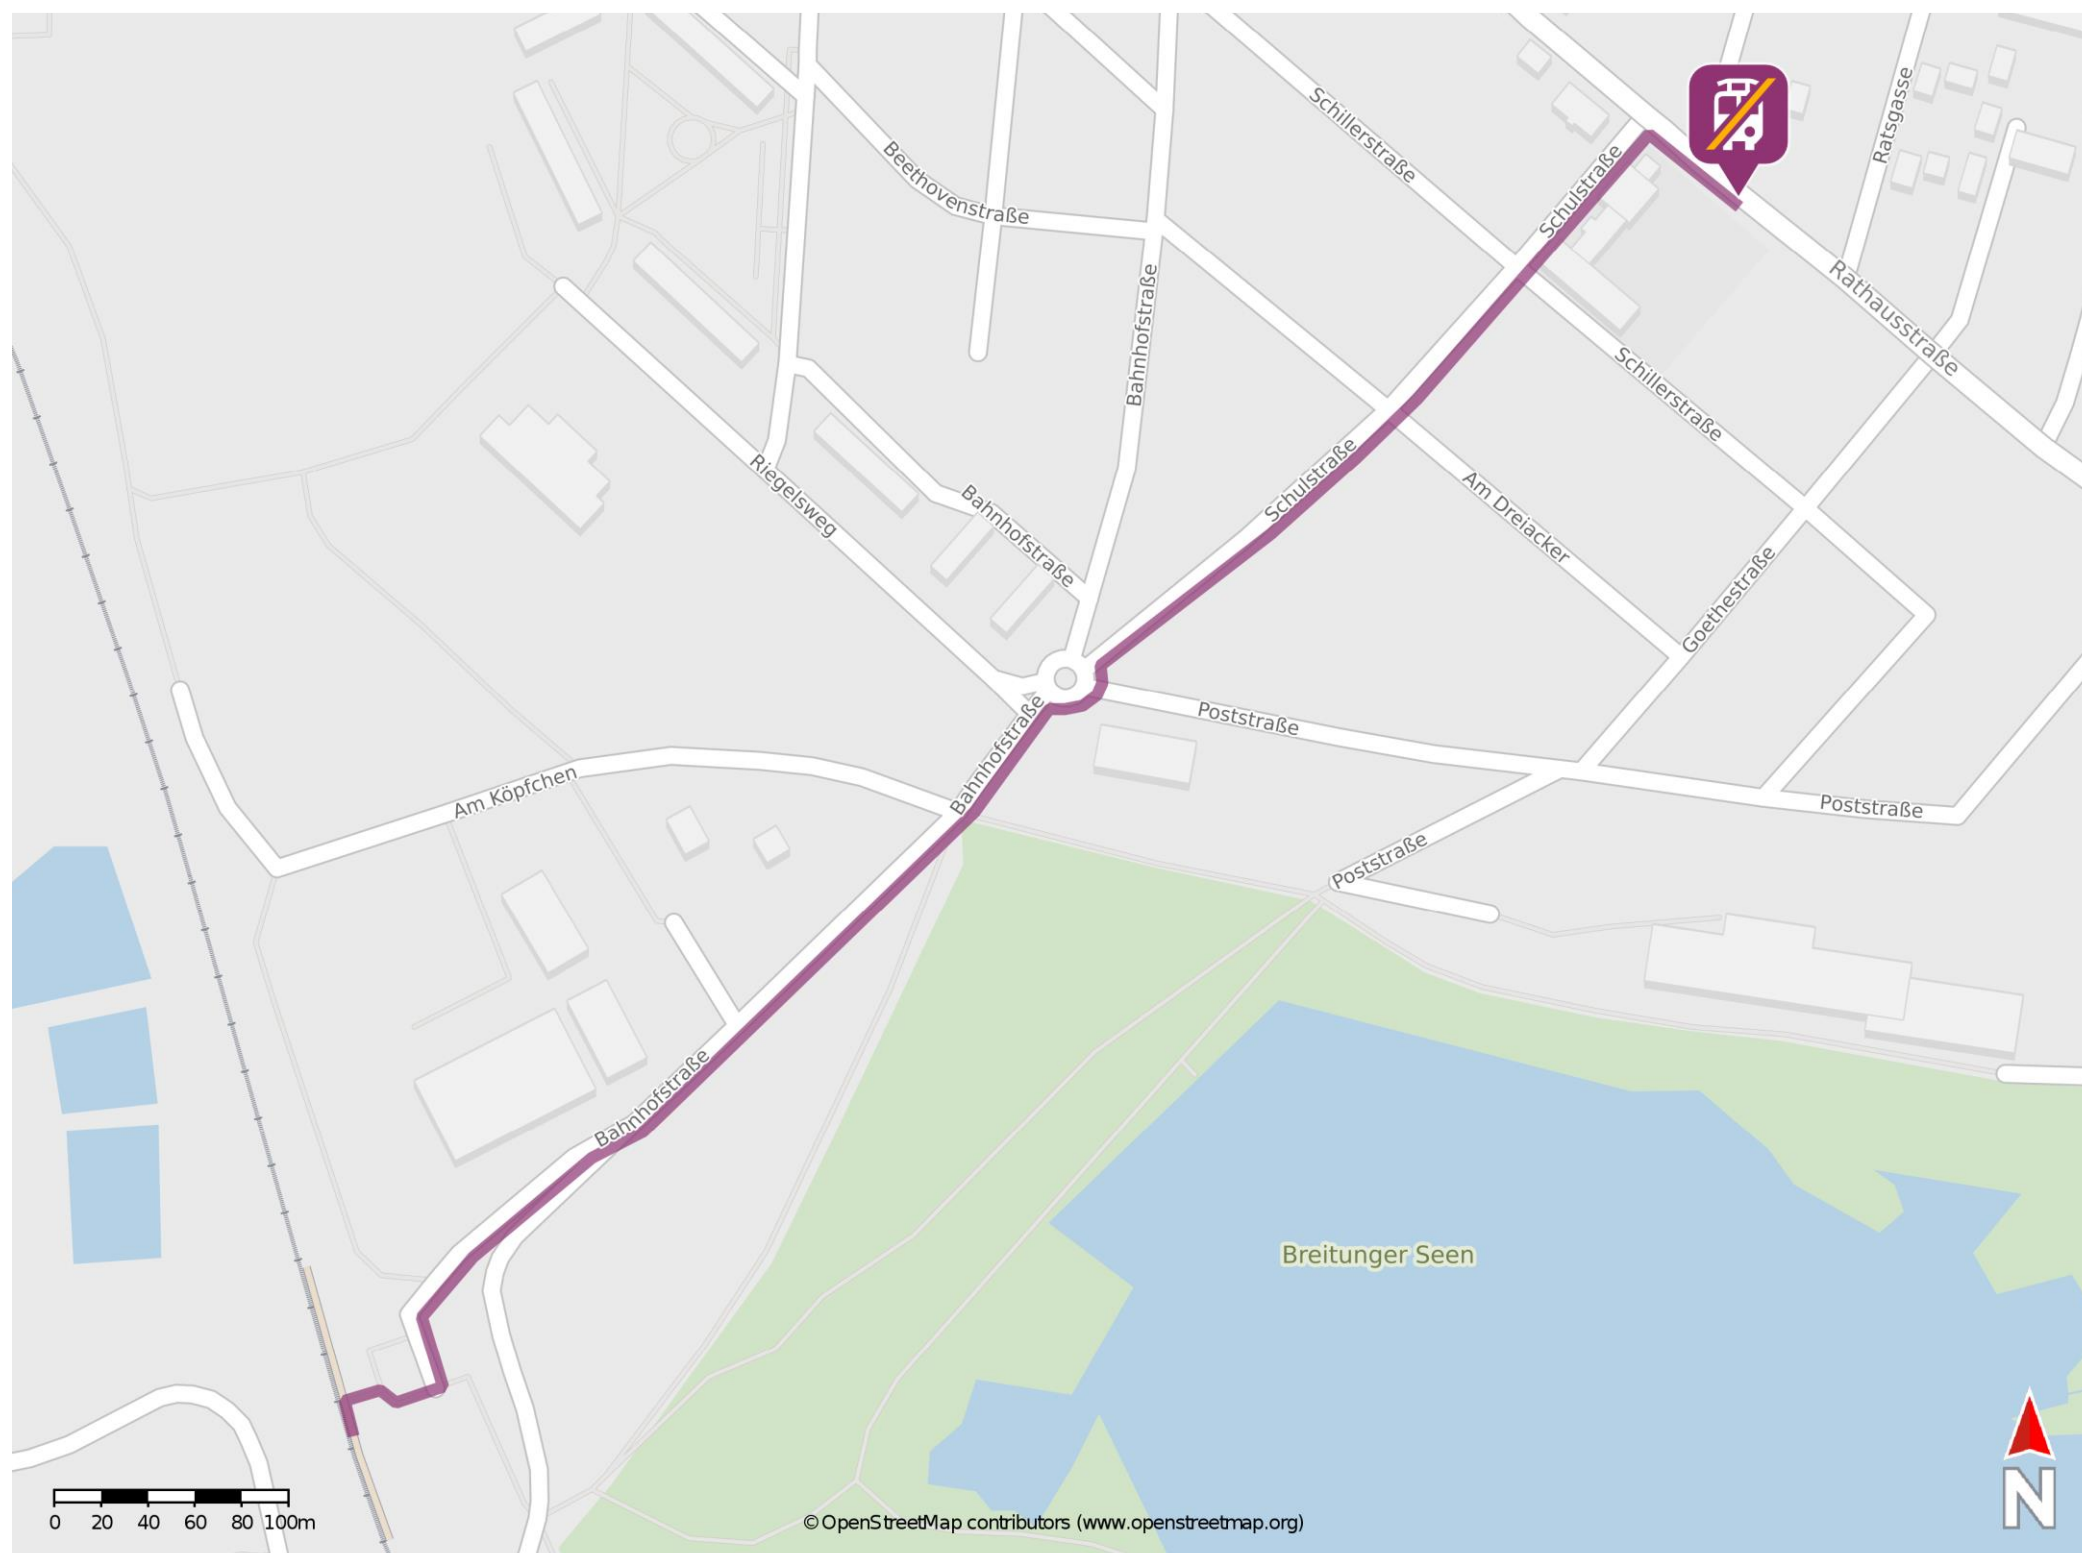 Schillerstraße
Ratsgasse
Beethovenstraße
Schulstraße
Rathausstraße
Bahnhofstraße
Schillerstraße
Schulstraße
Riegelsweg
Bahnhofstraße
Am Dreiacker
Goethestraße
Bahnhofstraße
Poststraße
Am Köpfchen
Poststraße
Poststraße
Bahnhofstraße
Breitunger Seen
N
0 20 40 60 80 100m
© OpenStreetMap contributors (www.openstreetmap.org)